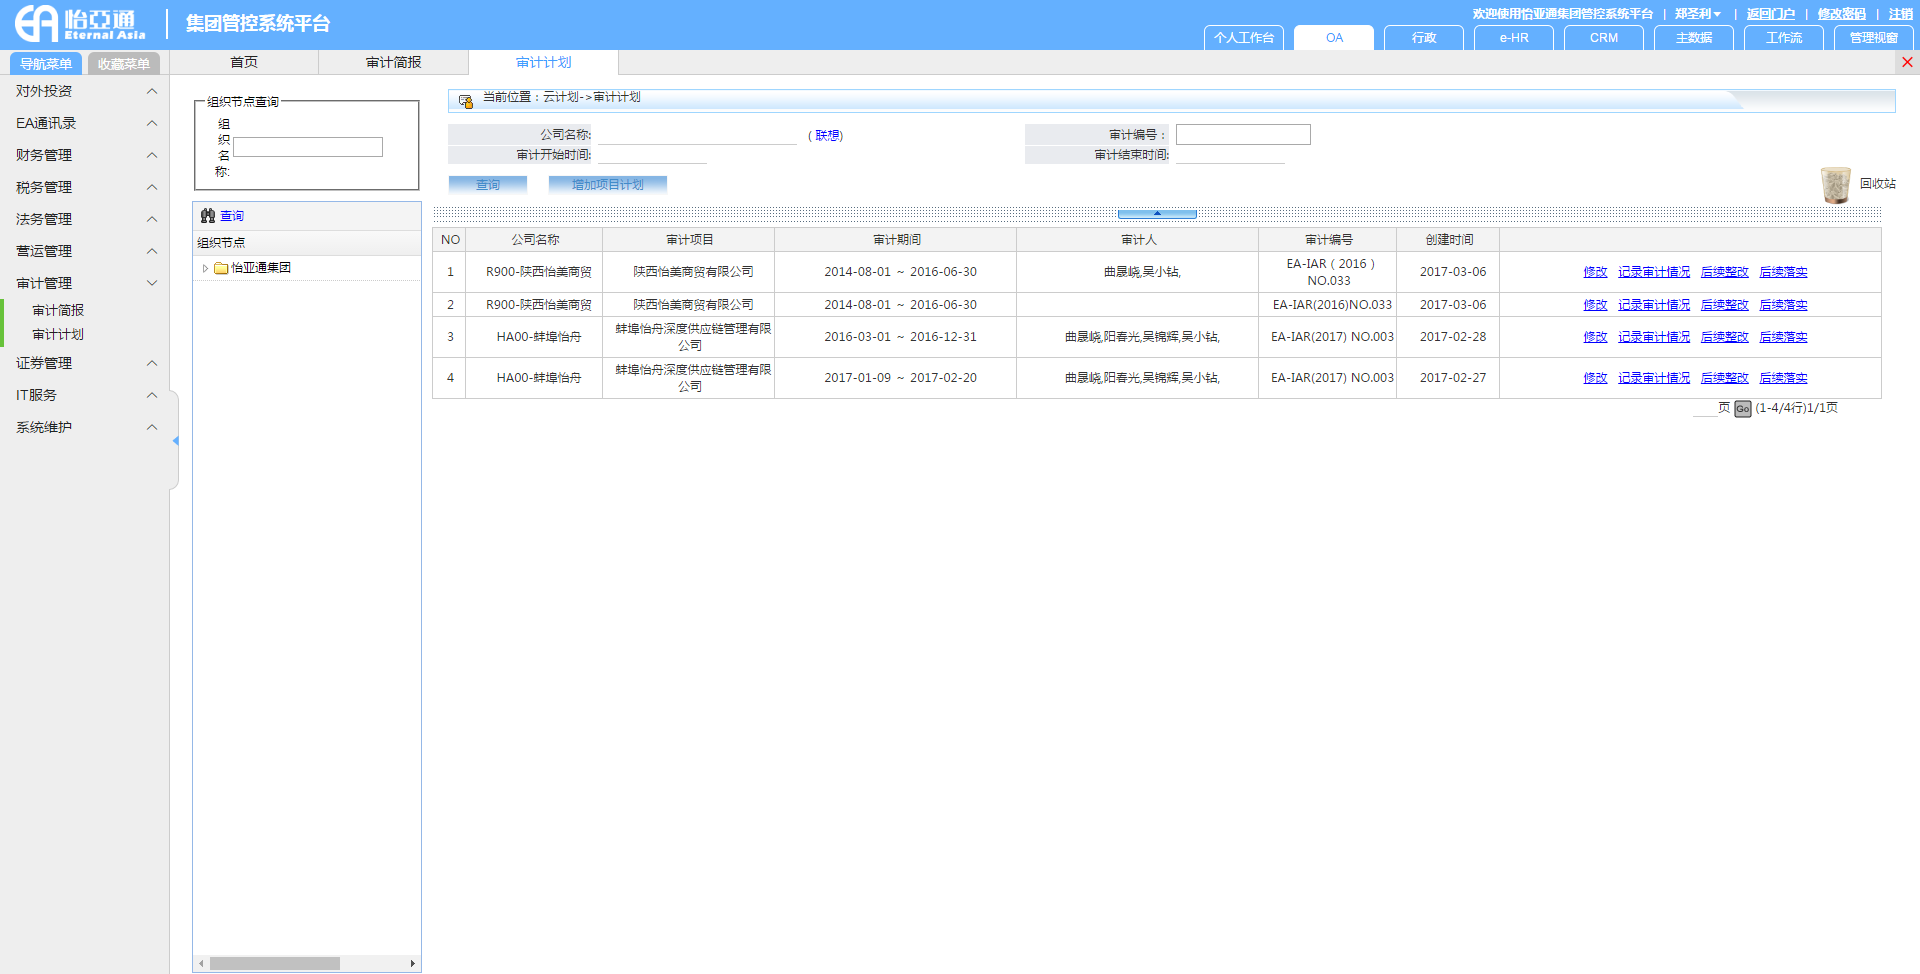 怡亞通
Eternal Asia
集团管控系统平台
欢迎使用怡亚通集团管控系统平台 | 郑圣利 | 返回门户 | 修改密码 | 注销
个人工作台 OA 行政 e-HR CRM 主数据 工作流 管理视窗
导航菜单 收藏菜单 首页 审计简报 审计计划
对外投资
EA通讯录
财务管理
税务管理
法务管理
营运管理
审计管理
审计简报
审计计划
证券管理
IT服务
系统维护
组织节点查询
组织名称:
查询
组织节点
怡亚通集团
当前位置：云计划->审计计划
公司名称: ( 联想) 审计编号：
审计开始时间: 审计结束时间:
查询 增加项目计划 回收站
NO 公司名称 审计项目 审计期间 审计人 审计编号 创建时间
1 R900-陕西怡美商贸 陕西怡美商贸有限公司 2014-08-01 ~ 2016-06-30 曲晟峣,吴小钻, EA-IAR（2016）NO.033 2017-03-06 修改 记录审计情况 后续整改 后续落实
2 R900-陕西怡美商贸 陕西怡美商贸有限公司 2014-08-01 ~ 2016-06-30 EA-IAR(2016)NO.033 2017-03-06 修改 记录审计情况 后续整改 后续落实
3 HA00-蚌埠怡舟 蚌埠怡舟深度供应链管理有限公司 2016-03-01 ~ 2016-12-31 曲晟峣,阳春光,吴锦辉,吴小钻, EA-IAR(2017) NO.003 2017-02-28 修改 记录审计情况 后续整改 后续落实
4 HA00-蚌埠怡舟 蚌埠怡舟深度供应链管理有限公司 2017-01-09 ~ 2017-02-20 曲晟峣,阳春光,吴锦辉,吴小钻, EA-IAR(2017) NO.003 2017-02-27 修改 记录审计情况 后续整改 后续落实
页 Go (1-4/4行)1/1页